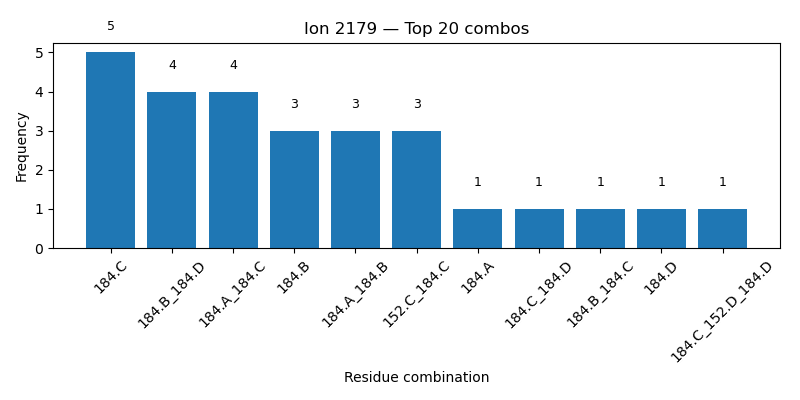 Ion 2179 — Top 20 combos
5
4
4
3
3
3
1
1
1
1
1
Frequency
5
4
3
2
1
0
184.C
184.B_184.D
184.A_184.C
184.B
184.A_184.B
152.C_184.C
184.A
184.C_184.D
184.B_184.C
184.D
184.C_152.D_184.D
Residue combination